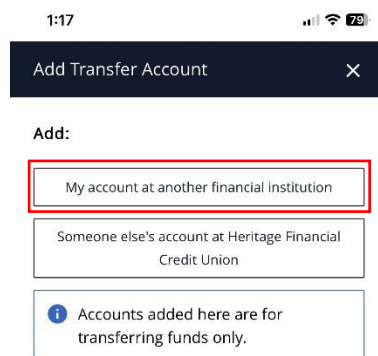 1:17
79
Add Transfer Account
Add:
My account at another financial institution
Someone else's account at Heritage Financial
Credit Union
Accounts added here are for
transferring funds only.